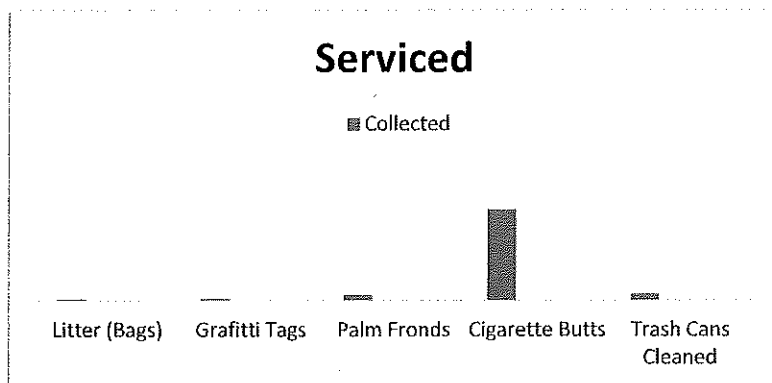 Serviced
Collected
Litter (Bags) Grafitti Tags Palm Fronds Cigarette Butts Trash Cans
Cleaned